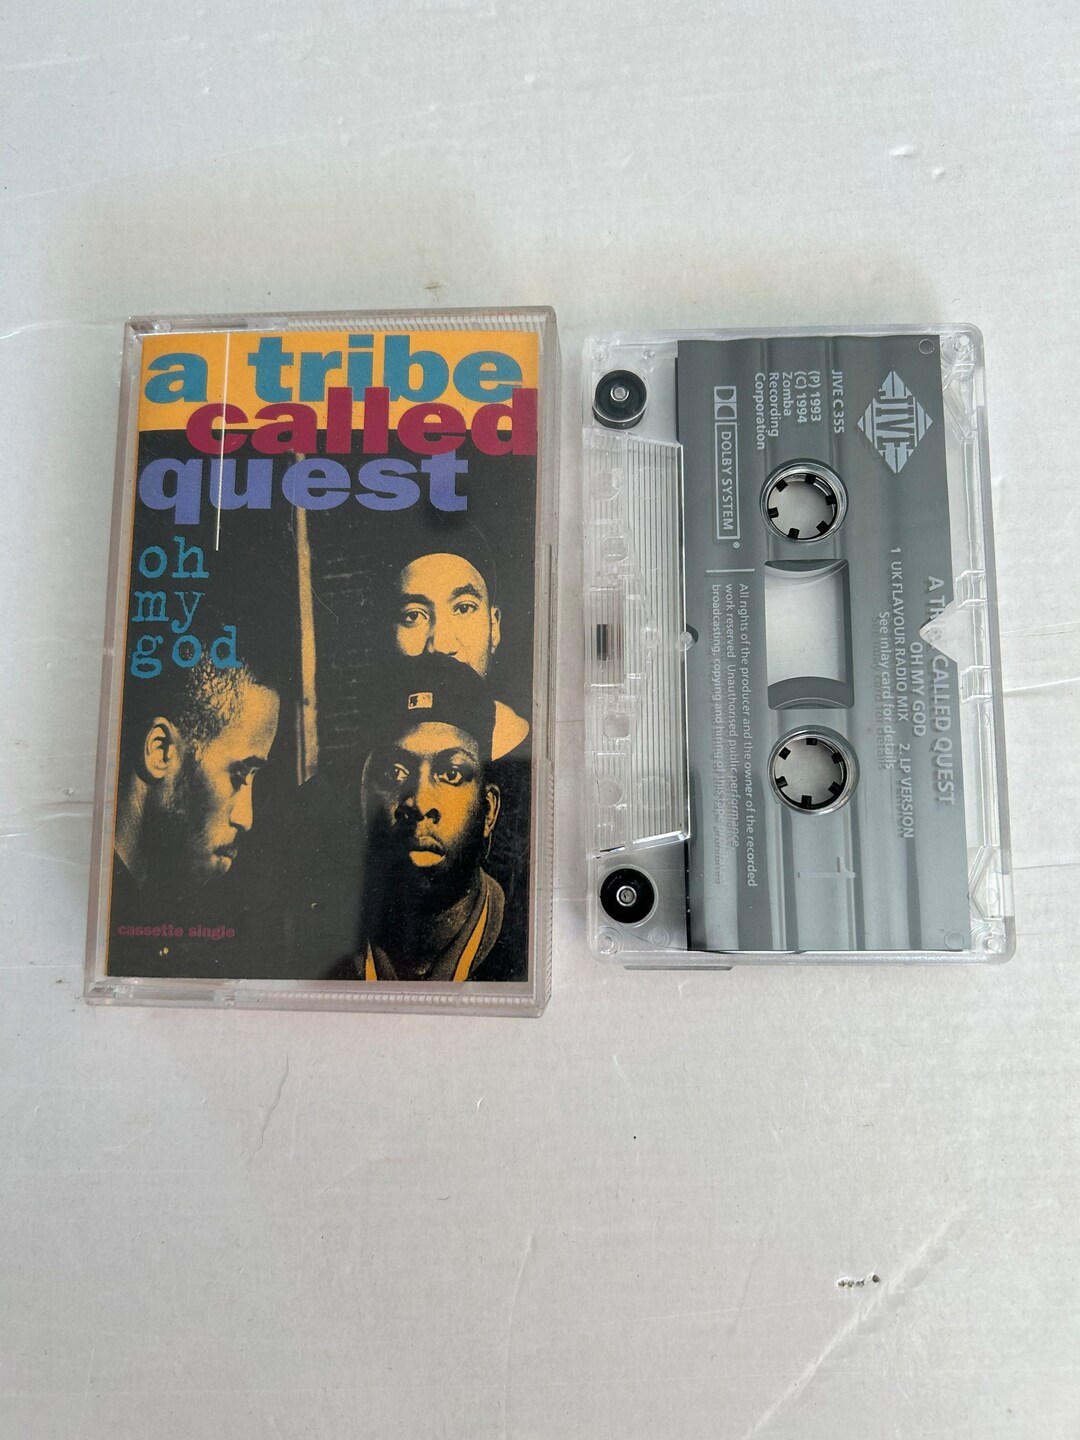 a tribe
called
quest
oh
my
god
cassette single
JIVE
JIVE C 355
(P) 1993
(C) 1994
Zomba
Recording
Corporation
DOLBY SYSTEM®
A TRIBE CALLED QUEST
OH MY GOD
1 UK FLAVOUR RADIO MIX 2. LP VERSION
See inlay card for details
All rights of the producer and the owner of the recorded
work reserved. Unauthorised public performance,
broadcasting, copying and hiring of this tape prohibited
1